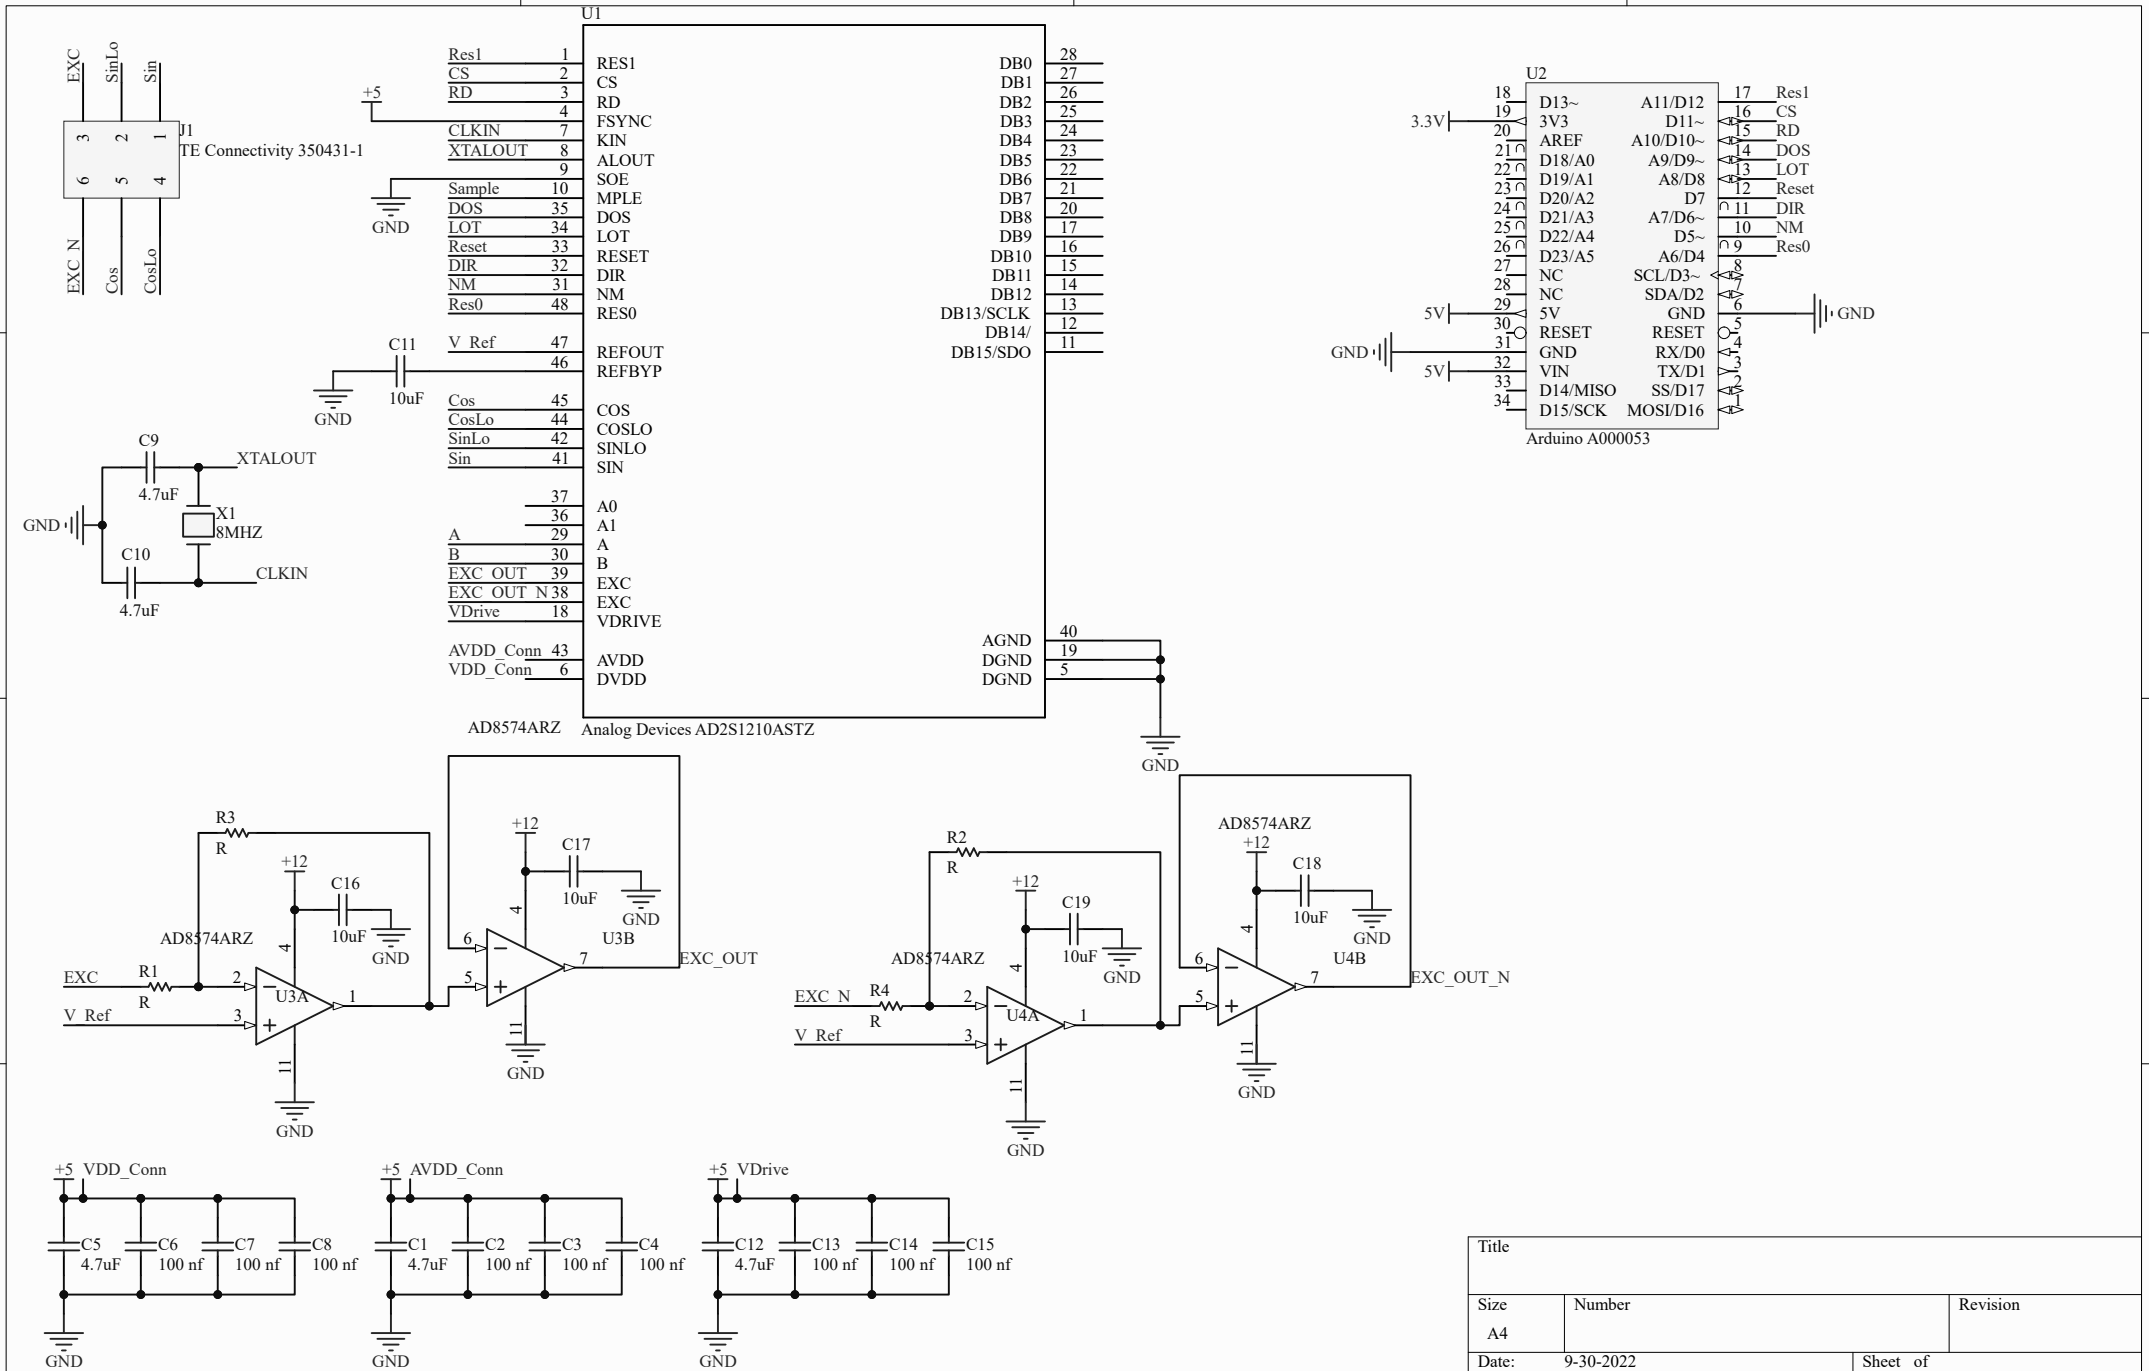 U1
Res1 1 RES1
CS 2 CS
RD 3 RD
+5 4 FSYNC
CLKIN 7 KIN
XTALOUT 8 ALOUT
9 SOE
GND
Sample 10 MPLE
DOS 35 DOS
LOT 34 LOT
Reset 33 RESET
DIR 32 DIR
NM 31 NM
Res0 48 RES0
V_Ref 47 REFOUT
46 REFBYP
C11
10uF
GND
Cos 45 COS
CosLo 44 COSLO
SinLo 42 SINLO
Sin 41 SIN
37 A0
36 A1
A 29 A
B 30 B
EXC_OUT 39 EXC
EXC_OUT_N 38 EXC
VDrive 18 VDRIVE
AVDD_Conn 43 AVDD
VDD_Conn 6 DVDD
DB0 28
DB1 27
DB2 26
DB3 25
DB4 24
DB5 23
DB6 22
DB7 21
DB8 20
DB9 17
DB10 16
DB11 15
DB12 14
DB13/SCLK 13
DB14/ 12
DB15/SDO 11
AGND 40
DGND 19
DGND 5
GND
Analog Devices AD2S1210ASTZ
EXC SinLo Sin
3 2 1
6 5 4
EXC_N Cos CosLo
J1
TE Connectivity 350431-1
C9
4.7uF
XTALOUT
GND
X1
8MHZ
C10
4.7uF
CLKIN
U2
18 D13~ A11/D12 17 Res1
3.3V 19 3V3 D11~ 16 CS
20 AREF A10/D10~ 15 RD
21 D18/A0 A9/D9~ 14 DOS
22 D19/A1 A8/D8 13 LOT
23 D20/A2 D7 12 Reset
24 D21/A3 A7/D6~ 11 DIR
25 D22/A4 D5~ 10 NM
26 D23/A5 A6/D4 9 Res0
27 NC SCL/D3~ 8
28 NC SDA/D2 7
5V 29 5V GND 6 GND
30 RESET RESET 5
GND 31 GND RX/D0 4
5V 32 VIN TX/D1 3
33 D14/MISO SS/D17 2
34 D15/SCK MOSI/D16 1
Arduino A000053
R3
R
+12
C16
10uF
GND
AD8574ARZ
4
EXC R1
R
2
U3A
1
V_Ref 3
11
GND
AD8574ARZ
+12
C17
10uF
GND
4
U3B
6
5
7
EXC_OUT
11
GND
R2
R
+12
C19
10uF
GND
AD8574ARZ
4
EXC_N R4
R
2
U4A
1
V_Ref 3
11
GND
AD8574ARZ
+12
C18
10uF
GND
4
U4B
6
5
7
EXC_OUT_N
11
GND
+5 VDD_Conn
C5 C6 C7 C8
4.7uF 100 nf 100 nf 100 nf
GND
+5 AVDD_Conn
C1 C2 C3 C4
4.7uF 100 nf 100 nf 100 nf
GND
+5 VDrive
C12 C13 C14 C15
4.7uF 100 nf 100 nf 100 nf
GND
Title
Size Number Revision
A4
Date: 9-30-2022 Sheet of